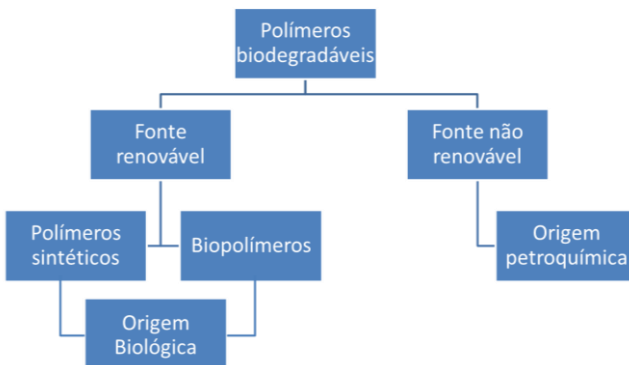 Polímeros
biodegradáveis
Fonte
renovável
Fonte não
renovável
Polímeros
sintéticos
Biopolímeros
Origem
petroquímica
Origem
Biológica